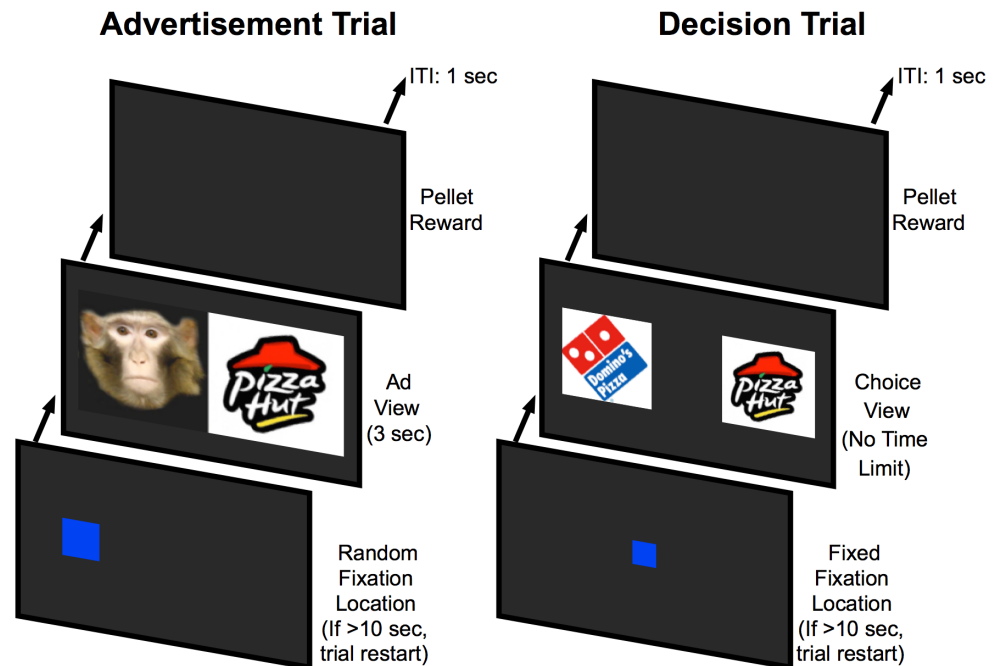 Advertisement Trial
ITI: 1 sec
Pellet
Reward
Pizza
Hut
Ad
View
(3 sec)
Random
Fixation
Location
(If >10 sec,
trial restart)
Decision Trial
ITI: 1 sec
Pellet
Reward
Domino's
Pizza
Pizza
Hut
Choice
View
(No Time
Limit)
Fixed
Fixation
Location
(If >10 sec,
trial restart)